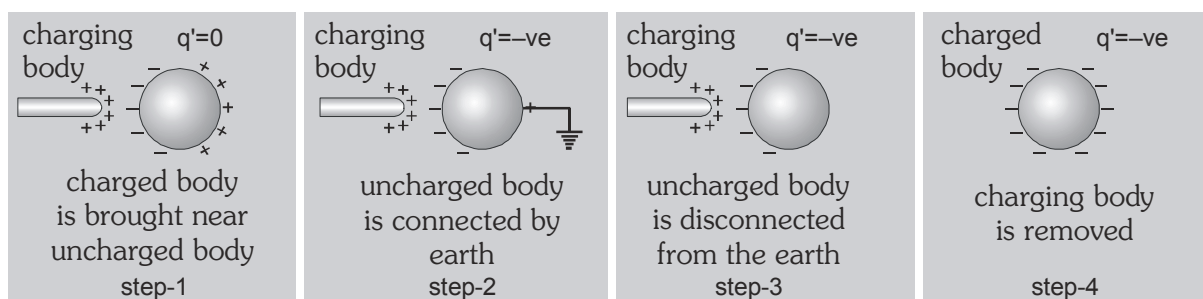 charging q'=0
body
charged body
is brought near
uncharged body
step-1
charging q'=–ve
body
uncharged body
is connected by
earth
step-2
charging q'=–ve
body
uncharged body
is disconnected
from the earth
step-3
charged q'=–ve
body
charging body
is removed
step-4